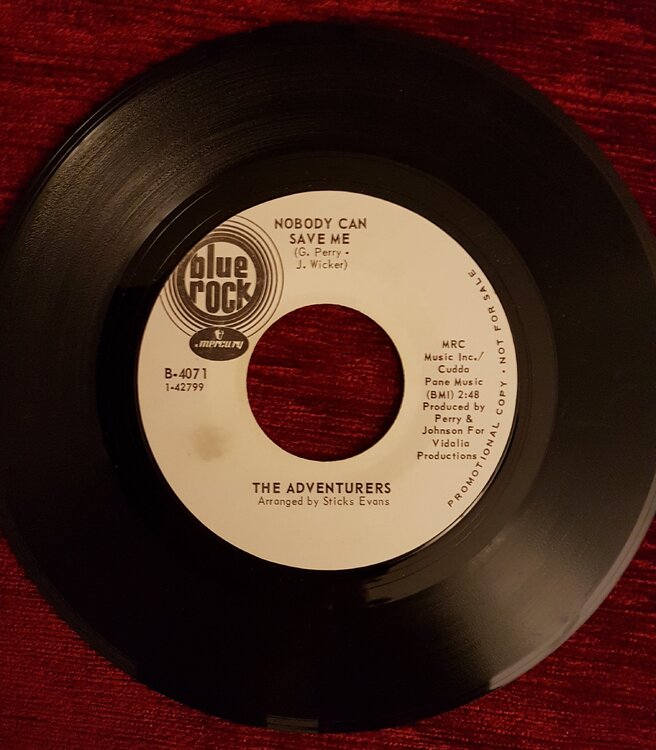 NOBODY CAN
SAVE ME
(G. Perry •
J. Wicker)
blue
rock
mercury
B-4071
1-42799
MRC
Music Inc./
Cudda
Pane Music
(BMI) 2:48
Produced by
Perry &
Johnson For
Vidalia
Productions
PROMOTIONAL COPY • NOT FOR SALE
THE ADVENTURERS
Arranged by Sticks Evans